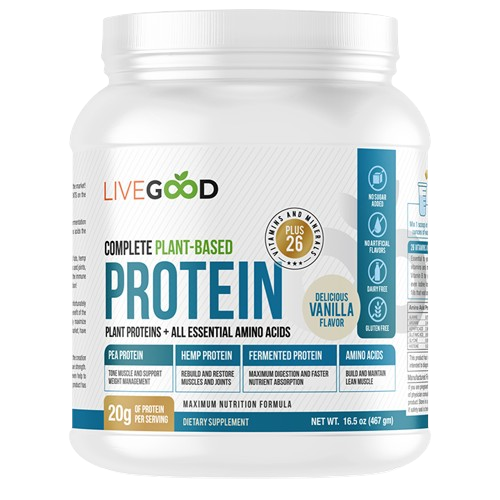 LIVEGOOD
COMPLETE PLANT-BASED
PROTEIN
PLANT PROTEINS + ALL ESSENTIAL AMINO ACIDS
VITAMINS AND MINERALS
PLUS
26
DELICIOUS
VANILLA
FLAVOR
NO SUGAR
ADDED
NO ARTIFICIAL
FLAVORS
DAIRY FREE
GLUTEN FREE
PEA PROTEIN
TONE MUSCLE AND SUPPORT
WEIGHT MANAGEMENT
HEMP PROTEIN
REBUILD AND RESTORE
MUSCLES AND JOINTS
FERMENTED PROTEIN
MAXIMUM DIGESTION AND FASTER
NUTRIENT ABSORPTION
AMINO ACIDS
BUILD AND MAINTAIN
LEAN MUSCLE
20g OF PROTEIN
PER SERVING
MAXIMUM NUTRITION FORMULA
DIETARY SUPPLEMENT
NET WT. 16.5 oz (467 gm)